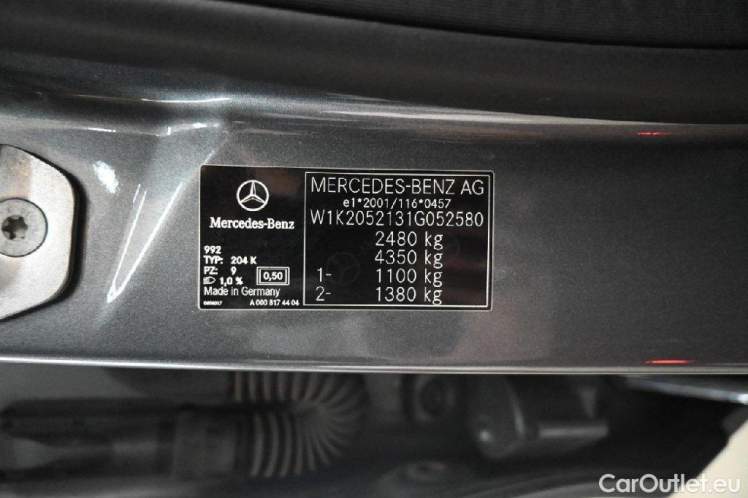 Mercedes-Benz
992
TYP: 204 K
PZ: 9
1,0 %
0,50
Made in Germany
A 000 817 44 04
MERCEDES-BENZ AG
e1*2001/116*0457
W1K2052131G052580
2480 kg
4350 kg
1- 1100 kg
2- 1380 kg
CarOutlet.eu